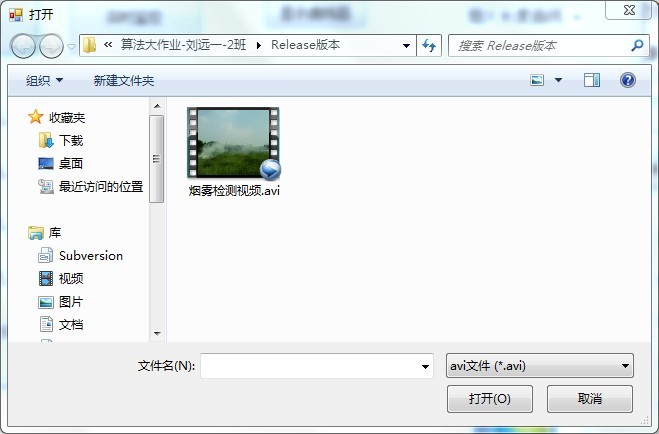 打开
« 算法大作业-刘远一-2班 Release版本
搜索 Release版本
组织 新建文件夹
收藏夹
下载
桌面
最近访问的位置
库
Subversion
视频
图片
文档
烟雾检测视频.avi
文件名(N):
avi文件 (*.avi)
打开(O) 取消